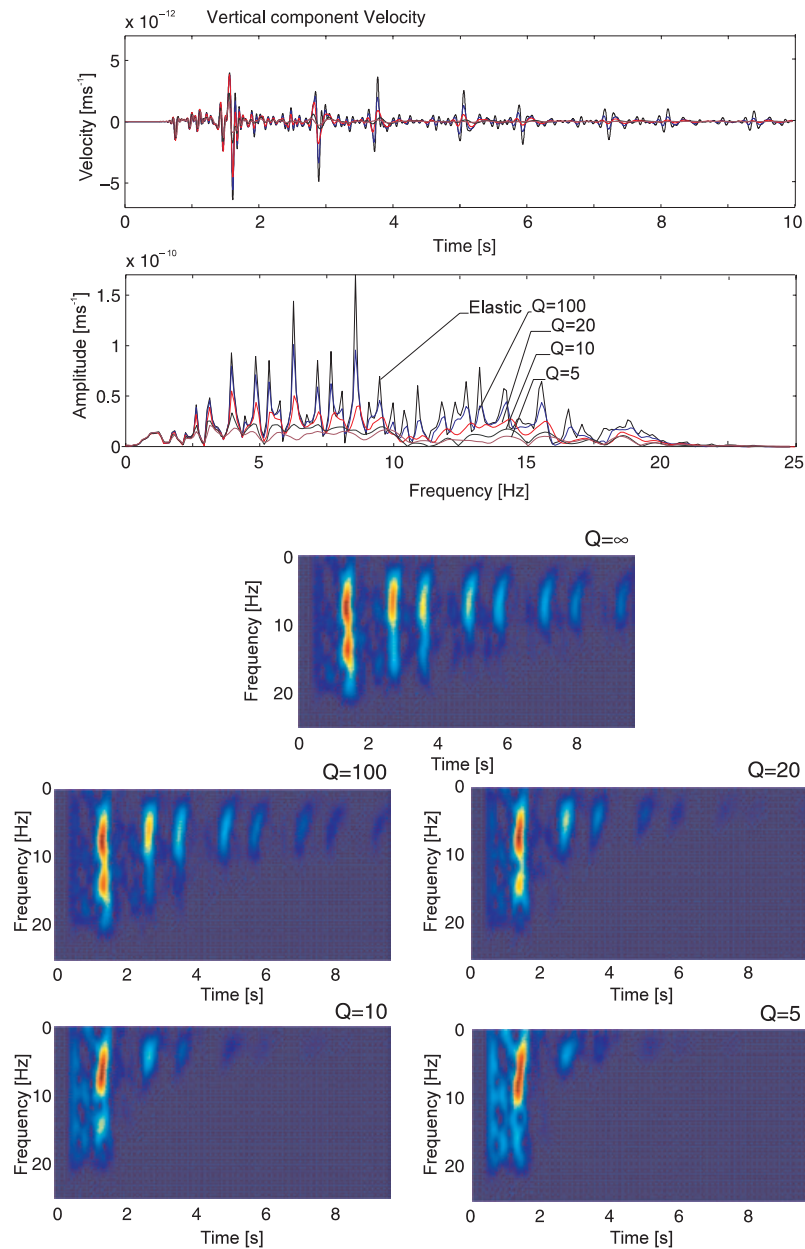 x 10⁻¹² Vertical component Velocity
Velocity [ms⁻¹]
5
0
−5
0 2 4 6 8 10
Time [s]
x 10⁻¹⁰
Amplitude [ms⁻¹]
1.5
1
0.5
0
Elastic
Q=100
Q=20
Q=10
Q=5
0 5 10 15 20 25
Frequency [Hz]
Q=∞
Frequency [Hz]
0
10
20
0 2 4 6 8
Time [s]
Q=100
Frequency [Hz]
0
10
20
0 2 4 6 8
Time [s]
Q=20
Frequency [Hz]
0
10
20
0 2 4 6 8
Time [s]
Q=10
Frequency [Hz]
0
10
20
0 2 4 6 8
Time [s]
Q=5
Frequency [Hz]
0
10
20
0 2 4 6 8
Time [s]